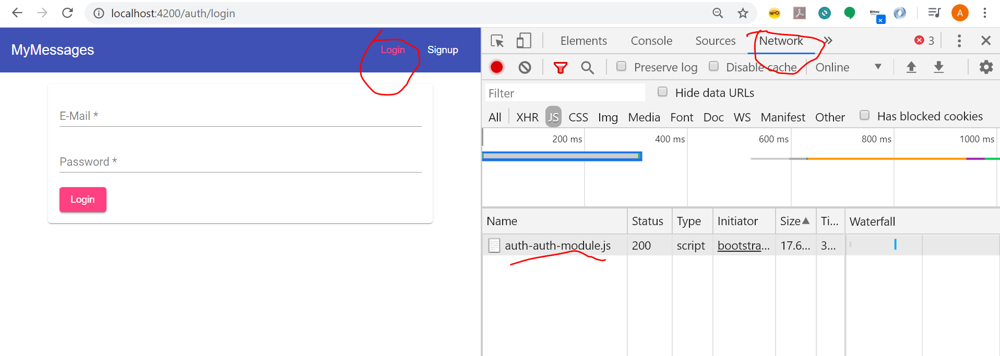 localhost:4200/auth/login
MyMessages Login Signup
E-Mail *
Password *
Login
Elements Console Sources Network » 3
Preserve log Disable cache Online
Filter Hide data URLs
All XHR JS CSS Img Media Font Doc WS Manifest Other Has blocked cookies
200 ms 400 ms 600 ms 800 ms 1000 ms
Name Status Type Initiator Size Ti... Waterfall
auth-auth-module.js 200 script bootstra... 17.6... 3...
Bittrex
A